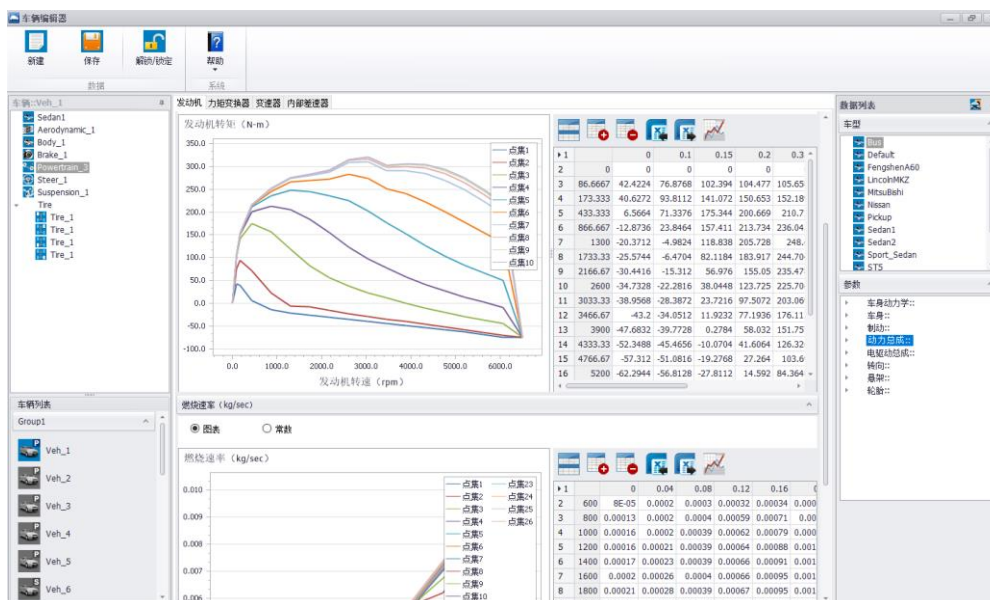 车辆编辑器
新建
保存
解锁/锁定
帮助
数据
系统
车辆::Veh_1
Sedan1
Aerodynamic_1
Body_1
Brake_1
Powertrain_3
Steer_1
Suspension_1
Tire
Tire_1
Tire_1
Tire_1
Tire_1
车辆列表
Group1
Veh_1
Veh_2
Veh_3
Veh_4
Veh_5
Veh_6
发动机 力矩变换器 变速器 内部差速器
发动机转矩（N-m）
350.0
300.0
250.0
200.0
150.0
100.0
50.0
0.0
-50.0
-100.0
0.0 1000.0 2000.0 3000.0 4000.0 5000.0 6000.0
发动机转速（rpm）
点集1
点集2
点集3
点集4
点集5
点集6
点集7
点集8
点集9
点集10
1 0 0.1 0.15 0.2 0.3
2 0 0 0 0 0
3 86.6667 42.4224 76.8768 102.394 104.477 105.65
4 173.333 40.6272 93.8112 141.072 150.653 152.18
5 433.333 6.5664 71.3376 175.344 200.669 210.7
6 866.667 -12.8736 23.8464 157.411 213.734 236.04
7 1300 -20.3712 -4.9824 118.838 205.728 248.
8 1733.33 -25.5744 -6.4704 82.1184 183.917 244.70
9 2166.67 -30.4416 -15.312 56.976 155.05 235.47
10 2600 -34.7328 -22.2816 38.0448 123.725 225.70
11 3033.33 -38.9568 -28.3872 23.7216 97.5072 203.06
12 3466.67 -43.2 -34.0512 11.9232 77.1936 176.11
13 3900 -47.6832 -39.7728 0.2784 58.032 151.75
14 4333.33 -52.3488 -45.4656 -10.0704 41.6064 126.32
15 4766.67 -57.312 -51.0816 -19.2768 27.264 103.6
16 5200 -62.2944 -56.8128 -27.8112 14.592 84.364
燃烧速率（kg/sec）
图表 常数
燃烧速率（kg/sec）
0.010
0.009
0.008
0.007
0.006
点集1 点集23
点集2 点集24
点集3 点集25
点集4 点集26
点集5
点集6
点集7
点集8
点集9
点集10
1 0 0.04 0.08 0.12 0.16
2 600 8E-05 0.0002 0.0003 0.00032 0.00034 0.000
3 800 0.00013 0.0002 0.0004 0.00059 0.00071 0.00
4 1000 0.00016 0.0002 0.00039 0.00062 0.00079 0.000
5 1200 0.00016 0.00021 0.00039 0.00064 0.00088 0.001
6 1400 0.00017 0.00023 0.00039 0.00066 0.00091 0.001
7 1600 0.0002 0.00026 0.0004 0.00066 0.00095 0.001
8 1800 0.00021 0.00028 0.00039 0.00067 0.00095 0.001
数据列表
车型
Bus
Default
FengshenA60
LincolnMKZ
MitsuBishi
Nissan
Pickup
Sedan1
Sedan2
Sport_Sedan
ST5
参数
车身动力学::
车身::
制动::
动力总成::
电驱动总成::
转向::
悬架::
轮胎::